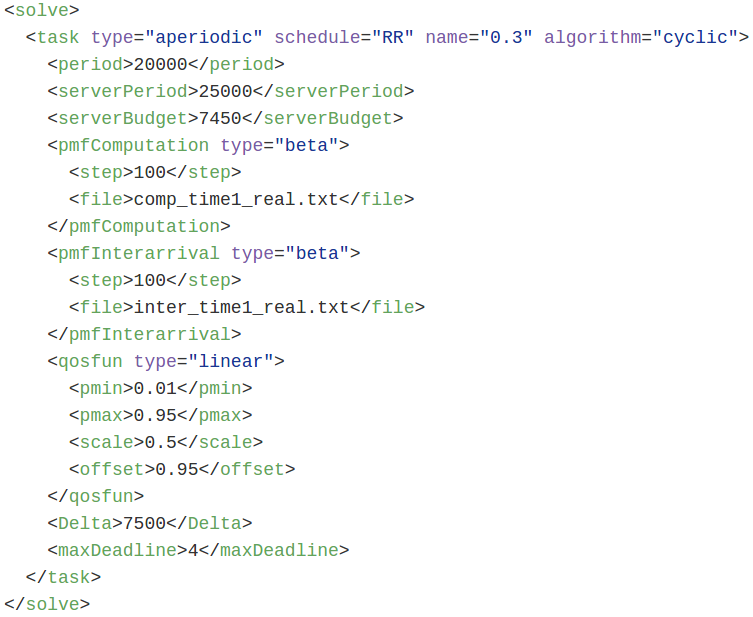 <solve>
  <task type="aperiodic" schedule="RR" name="0.3" algorithm="cyclic">
    <period>20000</period>
    <serverPeriod>25000</serverPeriod>
    <serverBudget>7450</serverBudget>
    <pmfComputation type="beta">
      <step>100</step>
      <file>comp_time1_real.txt</file>
    </pmfComputation>
    <pmfInterarrival type="beta">
      <step>100</step>
      <file>inter_time1_real.txt</file>
    </pmfInterarrival>
    <qosfun type="linear">
      <pmin>0.01</pmin>
      <pmax>0.95</pmax>
      <scale>0.5</scale>
      <offset>0.95</offset>
    </qosfun>
    <Delta>7500</Delta>
    <maxDeadline>4</maxDeadline>
  </task>
</solve>